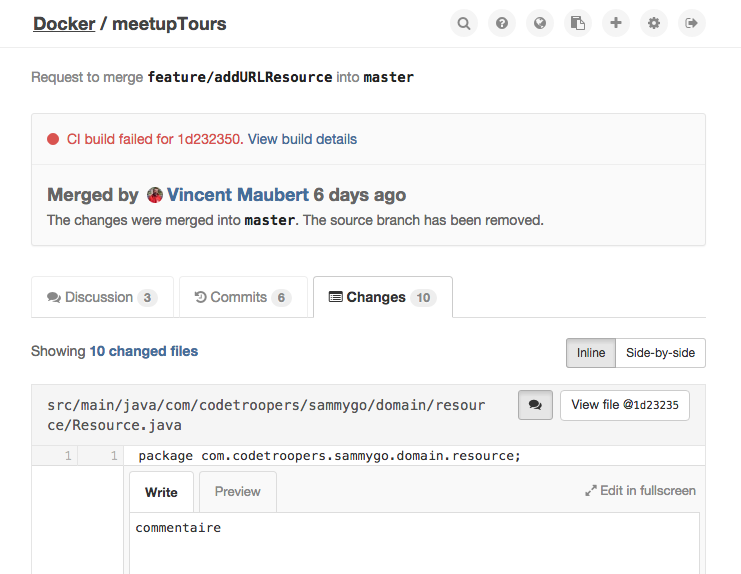 Docker / meetupTours
Request to merge feature/addURLResource into master
CI build failed for 1d232350. View build details
Merged by Vincent Maubert 6 days ago
The changes were merged into master. The source branch has been removed.
Discussion 3 Commits 6 Changes 10
Showing 10 changed files Inline Side-by-side
src/main/java/com/codetroopers/sammygo/domain/resour
ce/Resource.java
View file @1d23235
1 1 package com.codetroopers.sammygo.domain.resource;
Write Preview Edit in fullscreen
commentaire